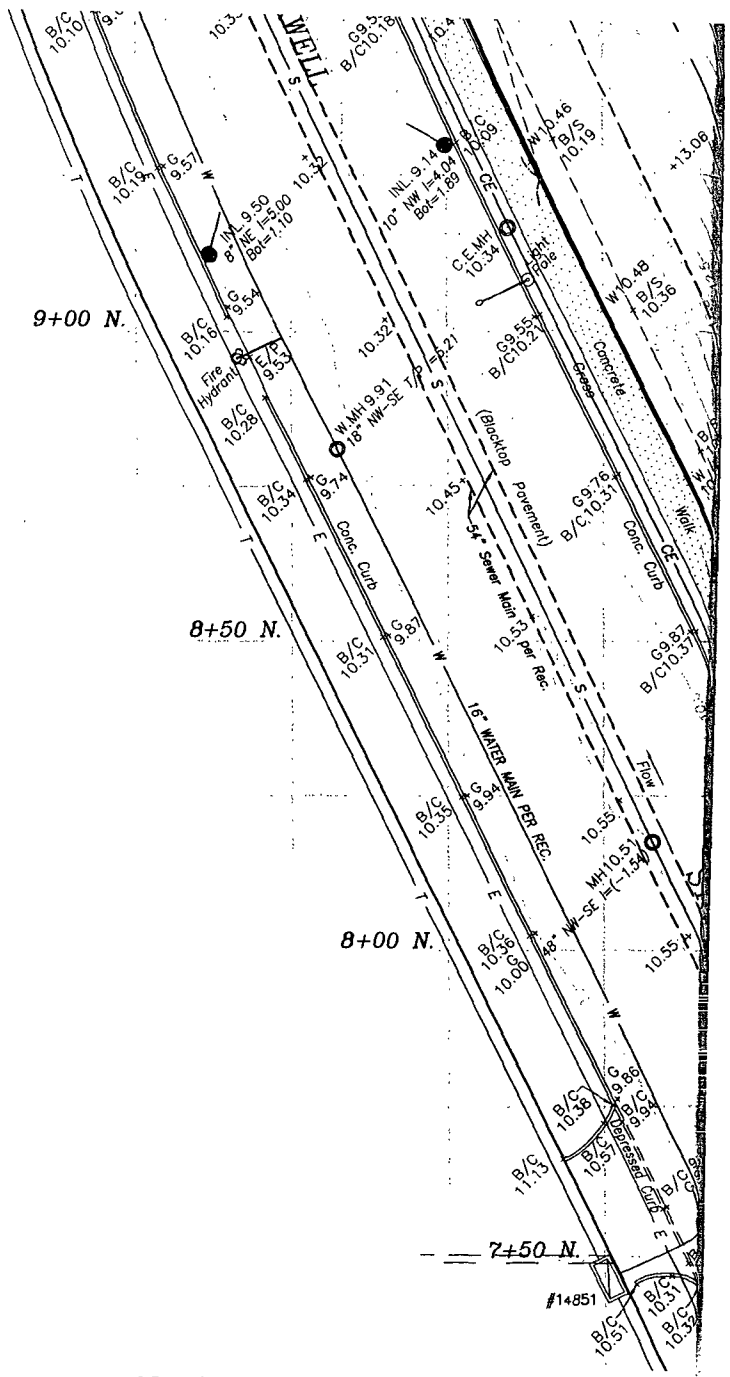 B/C
10.10
WELL
S
G9.5
B/C10.18
10.4
B/C
10.19
G
9.57
T
W
10.32
INL. 9.50
8" NE I=5.00
Bot=1.10
INL. 9.14
10" NW I=4.04
Bot=1.89
B/C
10.09
CE
W10.46
B/S
10.19
+13.06
C.E.MH
10.34
Light
Pole
W10.48
B/S
10.36
9+00 N.
G
9.54
B/C
10.16
Fire
Hydrant
E/P
9.53
10.32
W.MH 9.91
18" NW-SE T/P =5.21
G9.55
B/C10.21
Concrete
Walk
Grass
B/C
10.28
S
(Blacktop
Pavement)
B/C
10.34
G
9.74
10.45
G9.76
B/C10.31
T
E
Conc. Curb
54" Sewer Main per Rec.
Conc. Curb
CE
W
8+50 N.
B/C
10.31
G
9.87
W
10.53
S
G9.87
B/C10.37
16" WATER MAIN PER REC.
Flow
B/C
10.35
G
9.94
10.55
MH10.51
48" NW-SE I=(-1.54)
T
E
8+00 N.
B/C
10.36
G
10.00
10.55
W
B/C
10.38
G
9.86
B/C
9.94
B/C
10.57
Depressed Curb
B/C
11.13
B/C
G
E
7+50 N.
#14851
B/C
10.51
B/C
10.31
B/C
10.32